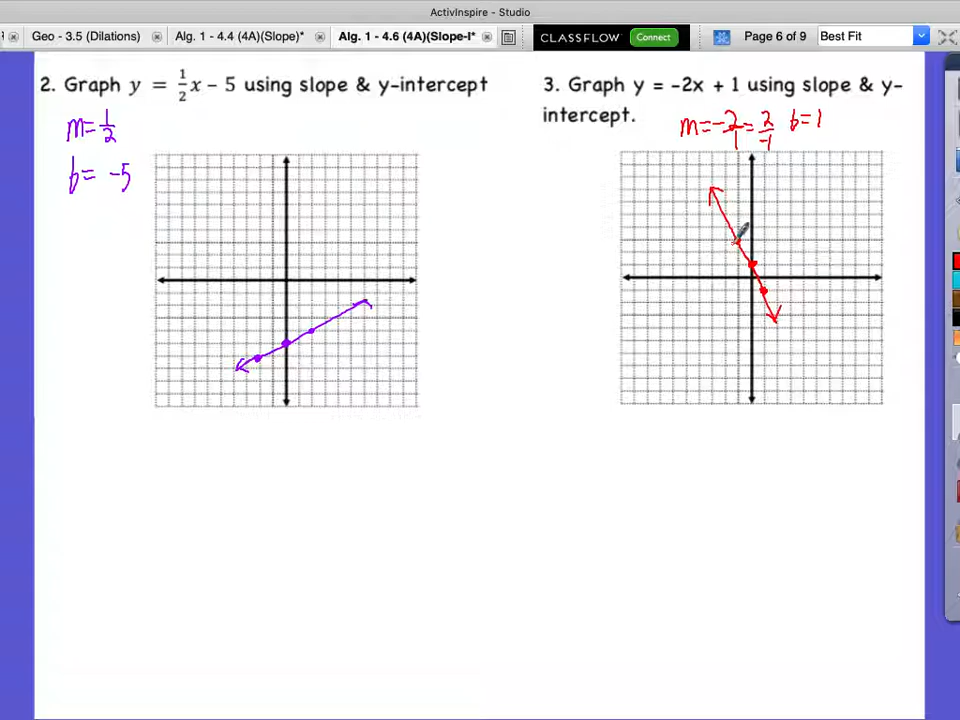 ActivInspire - Studio
Geo - 3.5 (Dilations)
Alg. 1 - 4.4 (4A)(Slope)*
Alg. 1 - 4.6 (4A)(Slope-I*
CLASSFLOW
Connect
Page 6 of 9
Best Fit
2. Graph y = 1/2 x - 5 using slope & y-intercept
m = 1/2
b = -5
3. Graph y = -2x + 1 using slope & y-
intercept.
m = -2/1 = 2/-1 b = 1